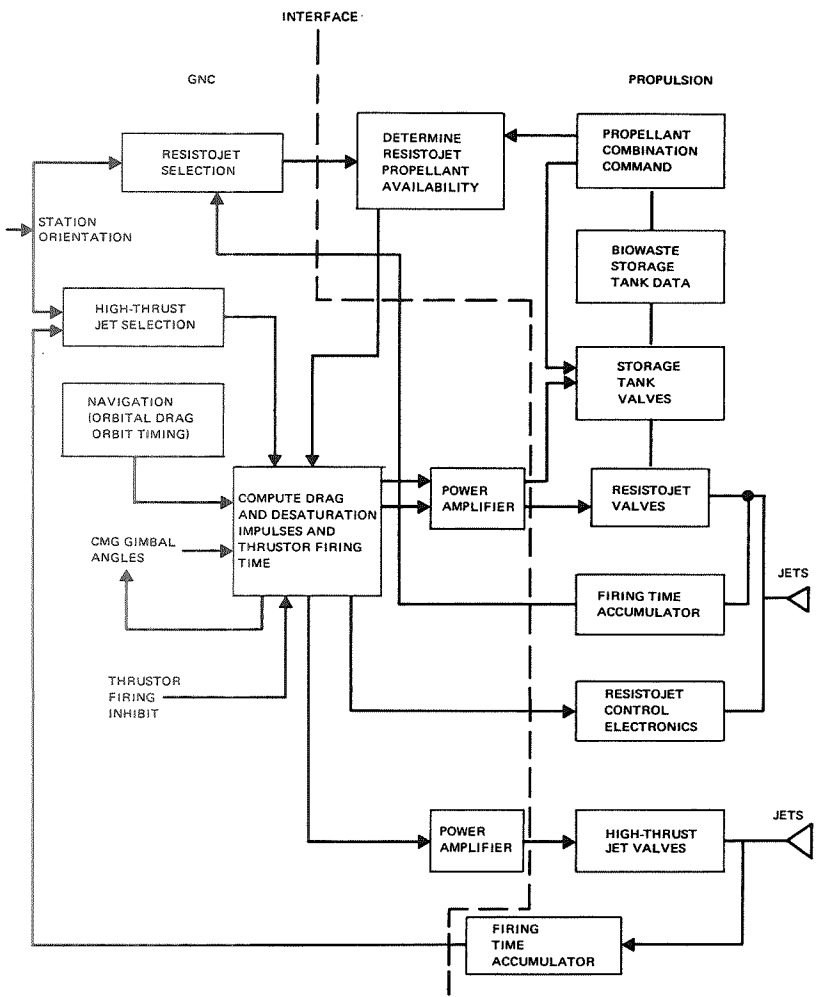 INTERFACE
GNC
PROPULSION
RESISTOJET
SELECTION
DETERMINE
RESISTOJET
PROPELLANT
AVAILABILITY
PROPELLANT
COMBINATION
COMMAND
STATION
ORIENTATION
BIOWASTE
STORAGE
TANK DATA
HIGH-THRUST
JET SELECTION
STORAGE
TANK
VALVES
NAVIGATION
(ORBITAL DRAG
ORBIT TIMING)
COMPUTE DRAG
AND DESATURATION
IMPULSES AND
THRUSTOR FIRING
TIME
POWER
AMPLIFIER
RESISTOJET
VALVES
CMG GIMBAL
ANGLES
JETS
FIRING TIME
ACCUMULATOR
THRUSTOR
FIRING
INHIBIT
RESISTOJET
CONTROL
ELECTRONICS
POWER
AMPLIFIER
HIGH-THRUST
JET VALVES
JETS
FIRING
TIME
ACCUMULATOR